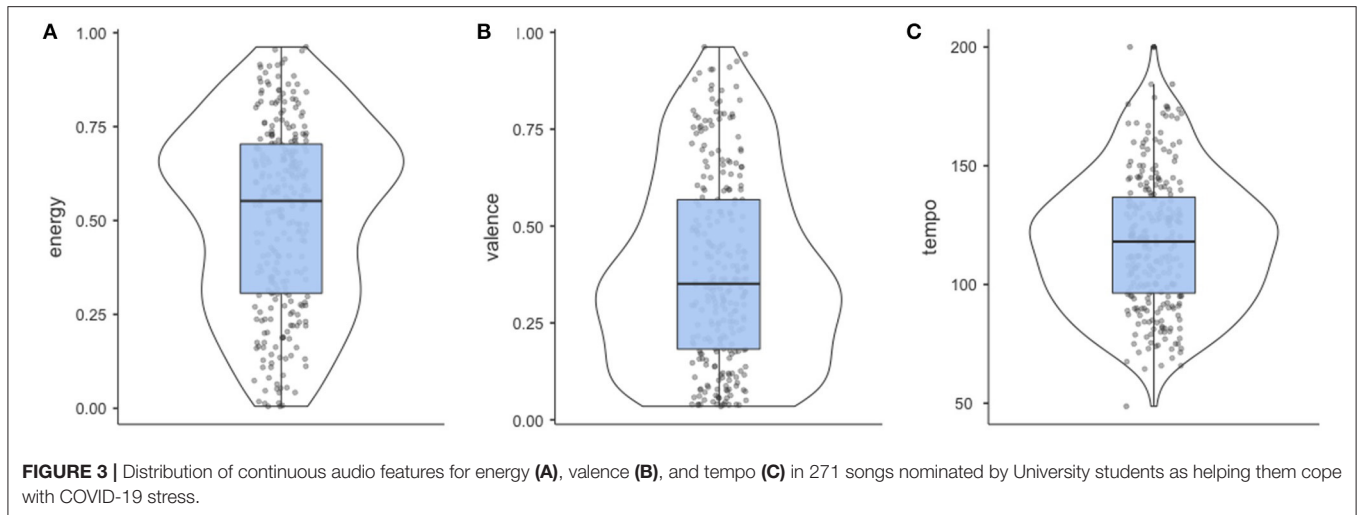 A
1.00
0.75
0.50
0.25
0.00
energy
B
1.00
0.75
0.50
0.25
0.00
valence
C
200
150
100
50
tempo
FIGURE 3 | Distribution of continuous audio features for energy (A), valence (B), and tempo (C) in 271 songs nominated by University students as helping them cope
with COVID-19 stress.